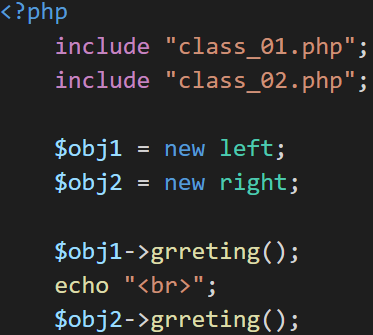 <?php
include "class_01.php";
include "class_02.php";
$obj1 = new left;
$obj2 = new right;
$obj1->grreting();
echo "<br>";
$obj2->grreting();